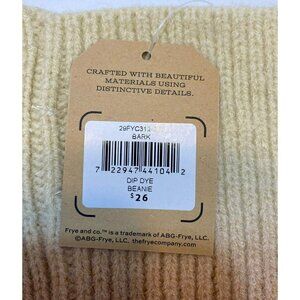 CRAFTED WITH BEAUTIFUL
MATERIALS USING
DISTINCTIVE DETAILS.
BARK
7 22947 44104 2
DIP DYE
BEANIE
$26
Frye and co.™ is a trademark of ABG-Frye, LLC.
©ABG-Frye, LLC. thefryecompany.com